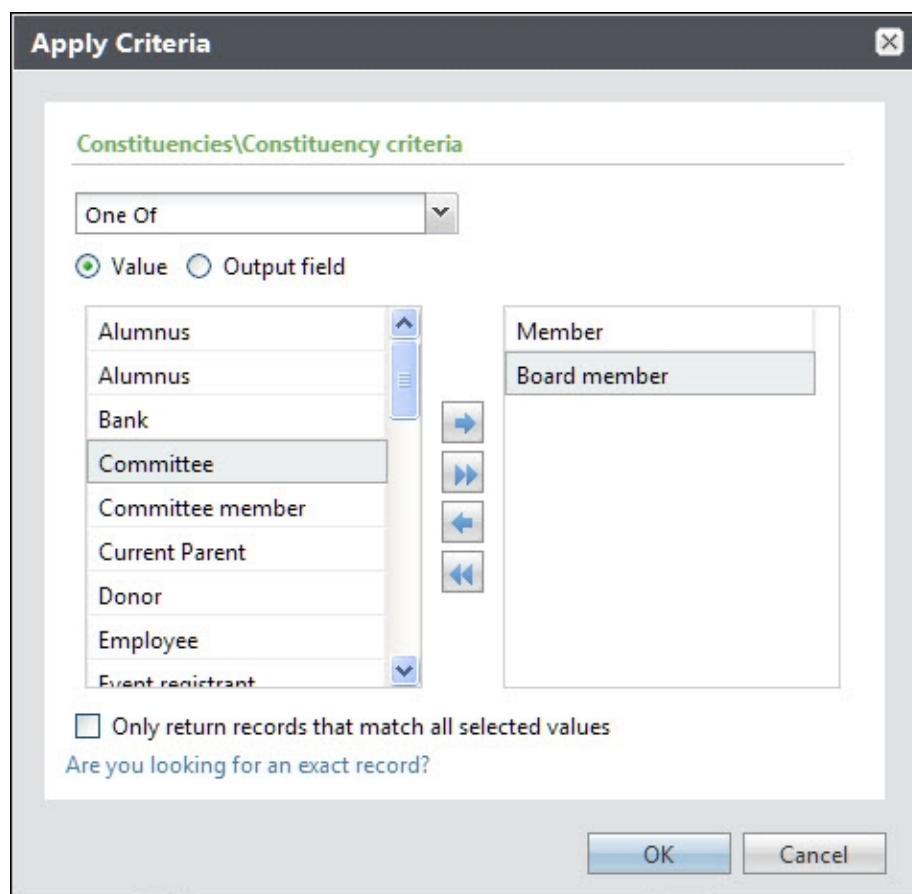 Apply Criteria
Constituencies\Constituency criteria
One Of
Value Output field
Alumnus
Alumnus
Bank
Committee
Committee member
Current Parent
Donor
Employee
Event registrant
Member
Board member
Only return records that match all selected values
Are you looking for an exact record?
OK Cancel